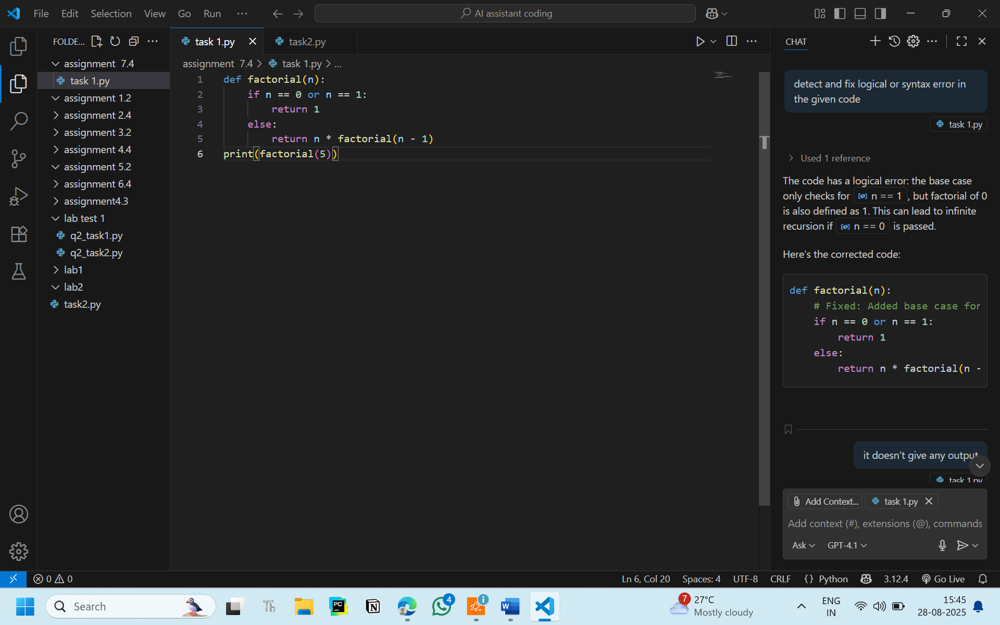 File Edit Selection View Go Run ...
AI assistant coding
FOLDE...
assignment 7.4
task 1.py
assignment 1.2
assignment 2.4
assignment 3.2
assignment 4.4
assignment 5.2
assignment 6.4
assignment4.3
lab test 1
q2_task1.py
q2_task2.py
lab1
lab2
task2.py
task 1.py task2.py
assignment 7.4 > task 1.py > ...
1 def factorial(n):
2 if n == 0 or n == 1:
3 return 1
4 else:
5 return n * factorial(n - 1)
6 print(factorial(5))
CHAT
detect and fix logical or syntax error in
the given code
task 1.py
Used 1 reference
The code has a logical error: the base case
only checks for n == 1 , but factorial of 0
is also defined as 1. This can lead to infinite
recursion if n == 0 is passed.
Here’s the corrected code:
def factorial(n):
# Fixed: Added base case for
if n == 0 or n == 1:
return 1
else:
return n * factorial(n -
it doesn't give any output
task 1.py
Add Context... task 1.py
Add context (#), extensions (@), commands
Ask GPT-4.1
0 0
Ln 6, Col 20 Spaces: 4 UTF-8 CRLF {} Python 3.12.4 Go Live
Search
Th
PC
N
4
W
7
27°C
Mostly cloudy
ENG
IN
15:45
28-08-2025